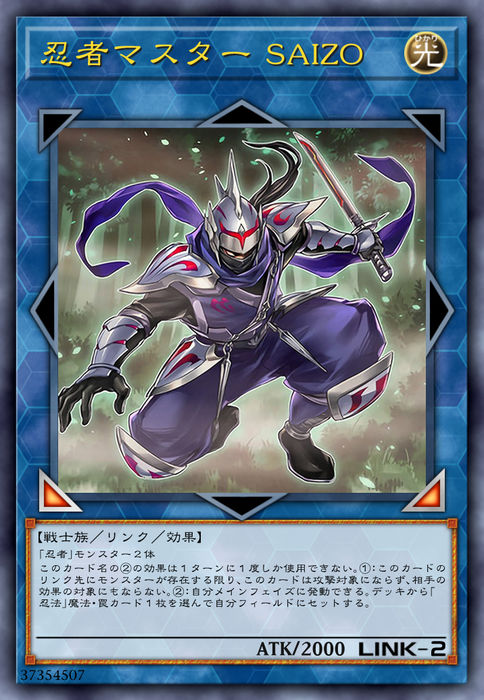 忍者マスター SAIZO
ひかり
光
【戦士族／リンク／効果】
「忍者」モンスター２体
このカード名の②の効果は１ターンに１度しか使用できない。①：このカードの
リンク先にモンスターが存在する限り、このカードは攻撃対象にならず、相手の
効果の対象にもならない。②：自分メインフェイズに発動できる。デッキから「
忍法」魔法・罠カード１枚を選んで自分フィールドにセットする。
ATK/2000 LINK-2
37354507